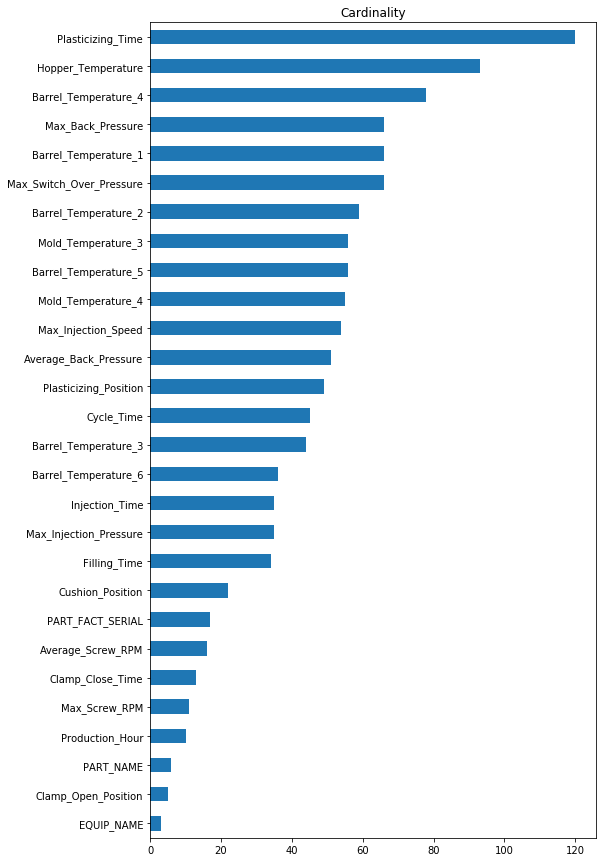 Cardinality
Plasticizing_Time
Hopper_Temperature
Barrel_Temperature_4
Max_Back_Pressure
Barrel_Temperature_1
Max_Switch_Over_Pressure
Barrel_Temperature_2
Mold_Temperature_3
Barrel_Temperature_5
Mold_Temperature_4
Max_Injection_Speed
Average_Back_Pressure
Plasticizing_Position
Cycle_Time
Barrel_Temperature_3
Barrel_Temperature_6
Injection_Time
Max_Injection_Pressure
Filling_Time
Cushion_Position
PART_FACT_SERIAL
Average_Screw_RPM
Clamp_Close_Time
Max_Screw_RPM
Production_Hour
PART_NAME
Clamp_Open_Position
EQUIP_NAME
0 20 40 60 80 100 120